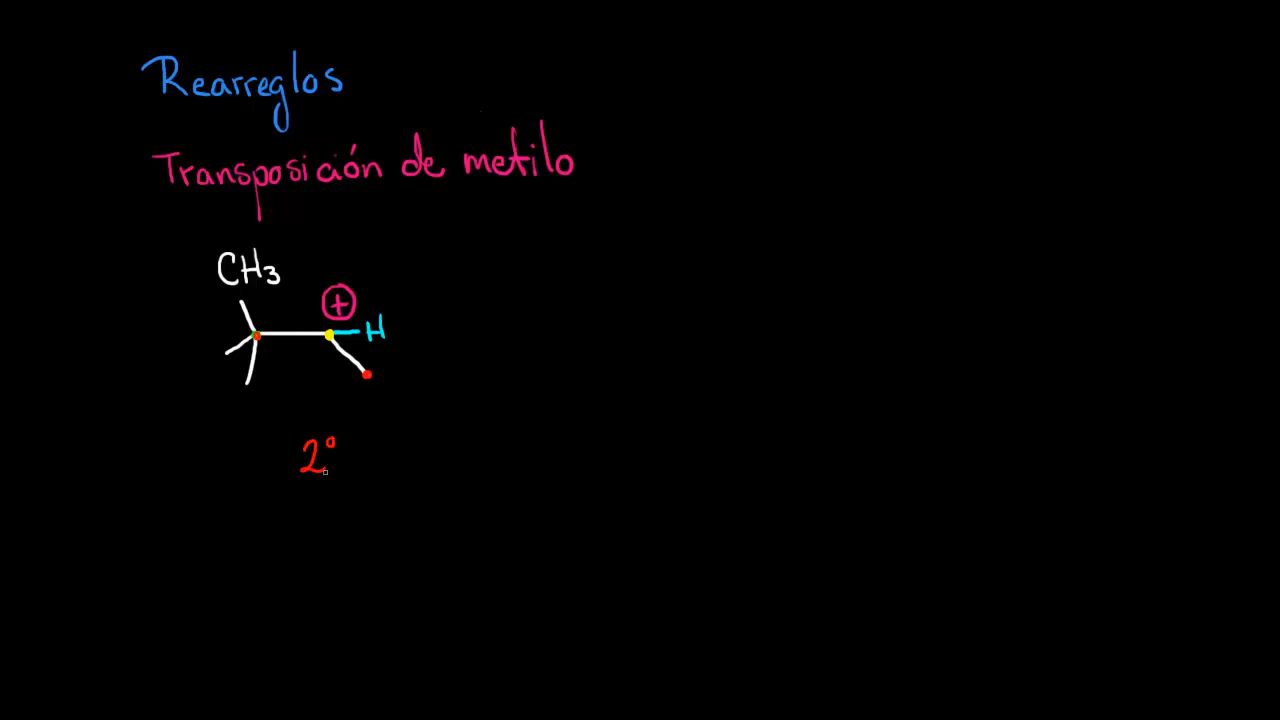 Rearreglos
Transposición de metilo
CH3
+
H
2°